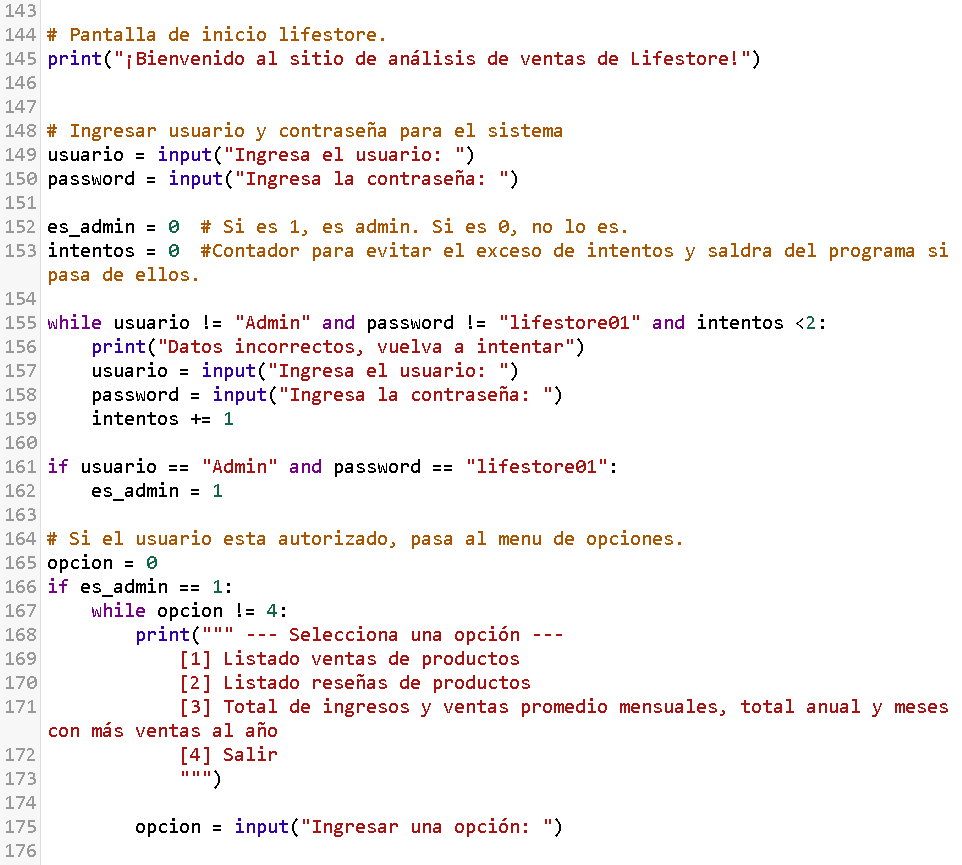 143
144 # Pantalla de inicio lifestore.
145 print("¡Bienvenido al sitio de análisis de ventas de Lifestore!")
146
147
148 # Ingresar usuario y contraseña para el sistema
149 usuario = input("Ingresa el usuario: ")
150 password = input("Ingresa la contraseña: ")
151
152 es_admin = 0  # Si es 1, es admin. Si es 0, no lo es.
153 intentos = 0  #Contador para evitar el exceso de intentos y saldra del programa si
pasa de ellos.
154
155 while usuario != "Admin" and password != "lifestore01" and intentos <2:
156     print("Datos incorrectos, vuelva a intentar")
157     usuario = input("Ingresa el usuario: ")
158     password = input("Ingresa la contraseña: ")
159     intentos += 1
160
161 if usuario == "Admin" and password == "lifestore01":
162     es_admin = 1
163
164 # Si el usuario esta autorizado, pasa al menu de opciones.
165 opcion = 0
166 if es_admin == 1:
167     while opcion != 4:
168         print(""" --- Selecciona una opción ---
169             [1] Listado ventas de productos
170             [2] Listado reseñas de productos
171             [3] Total de ingresos y ventas promedio mensuales, total anual y meses
con más ventas al año
172             [4] Salir
173             """)
174
175         opcion = input("Ingresar una opción: ")
176